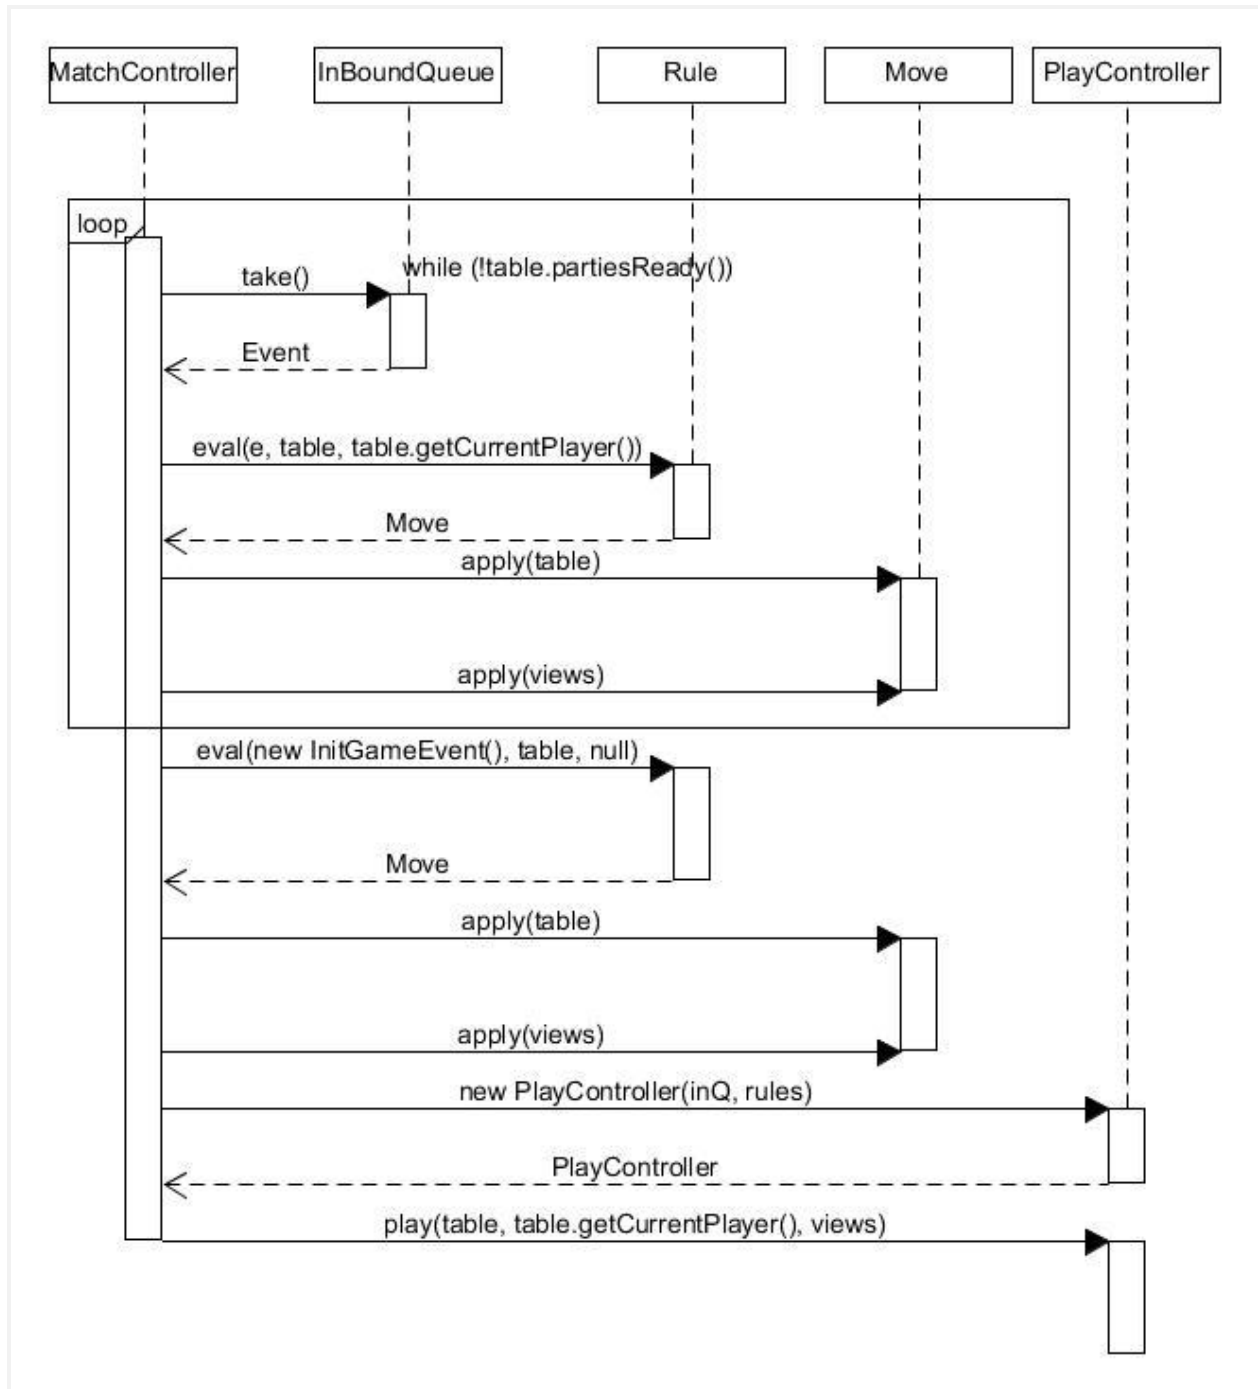 MatchController
InBoundQueue
Rule
Move
PlayController
loop
while (!table.partiesReady())
take()
Event
eval(e, table, table.getCurrentPlayer())
Move
apply(table)
apply(views)
eval(new InitGameEvent(), table, null)
Move
apply(table)
apply(views)
new PlayController(inQ, rules)
PlayController
play(table, table.getCurrentPlayer(), views)